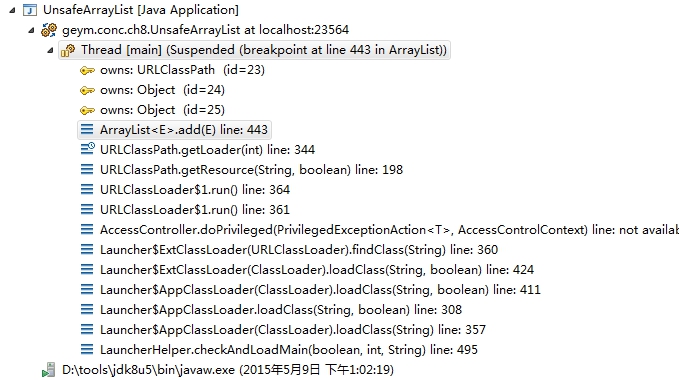 UnsafeArrayList [Java Application]
geym.conc.ch8.UnsafeArrayList at localhost:23564
Thread [main] (Suspended (breakpoint at line 443 in ArrayList))
owns: URLClassPath (id=23)
owns: Object (id=24)
owns: Object (id=25)
ArrayList<E>.add(E) line: 443
URLClassPath.getLoader(int) line: 344
URLClassPath.getResource(String, boolean) line: 198
URLClassLoader$1.run() line: 364
URLClassLoader$1.run() line: 361
AccessController.doPrivileged(PrivilegedExceptionAction<T>, AccessControlContext) line: not availa
Launcher$ExtClassLoader(URLClassLoader).findClass(String) line: 360
Launcher$ExtClassLoader(ClassLoader).loadClass(String, boolean) line: 424
Launcher$AppClassLoader(ClassLoader).loadClass(String, boolean) line: 411
Launcher$AppClassLoader.loadClass(String, boolean) line: 308
Launcher$AppClassLoader(ClassLoader).loadClass(String) line: 357
LauncherHelper.checkAndLoadMain(boolean, int, String) line: 495
D:\tools\jdk8u5\bin\javaw.exe (2015年5月9日 下午1:02:19)